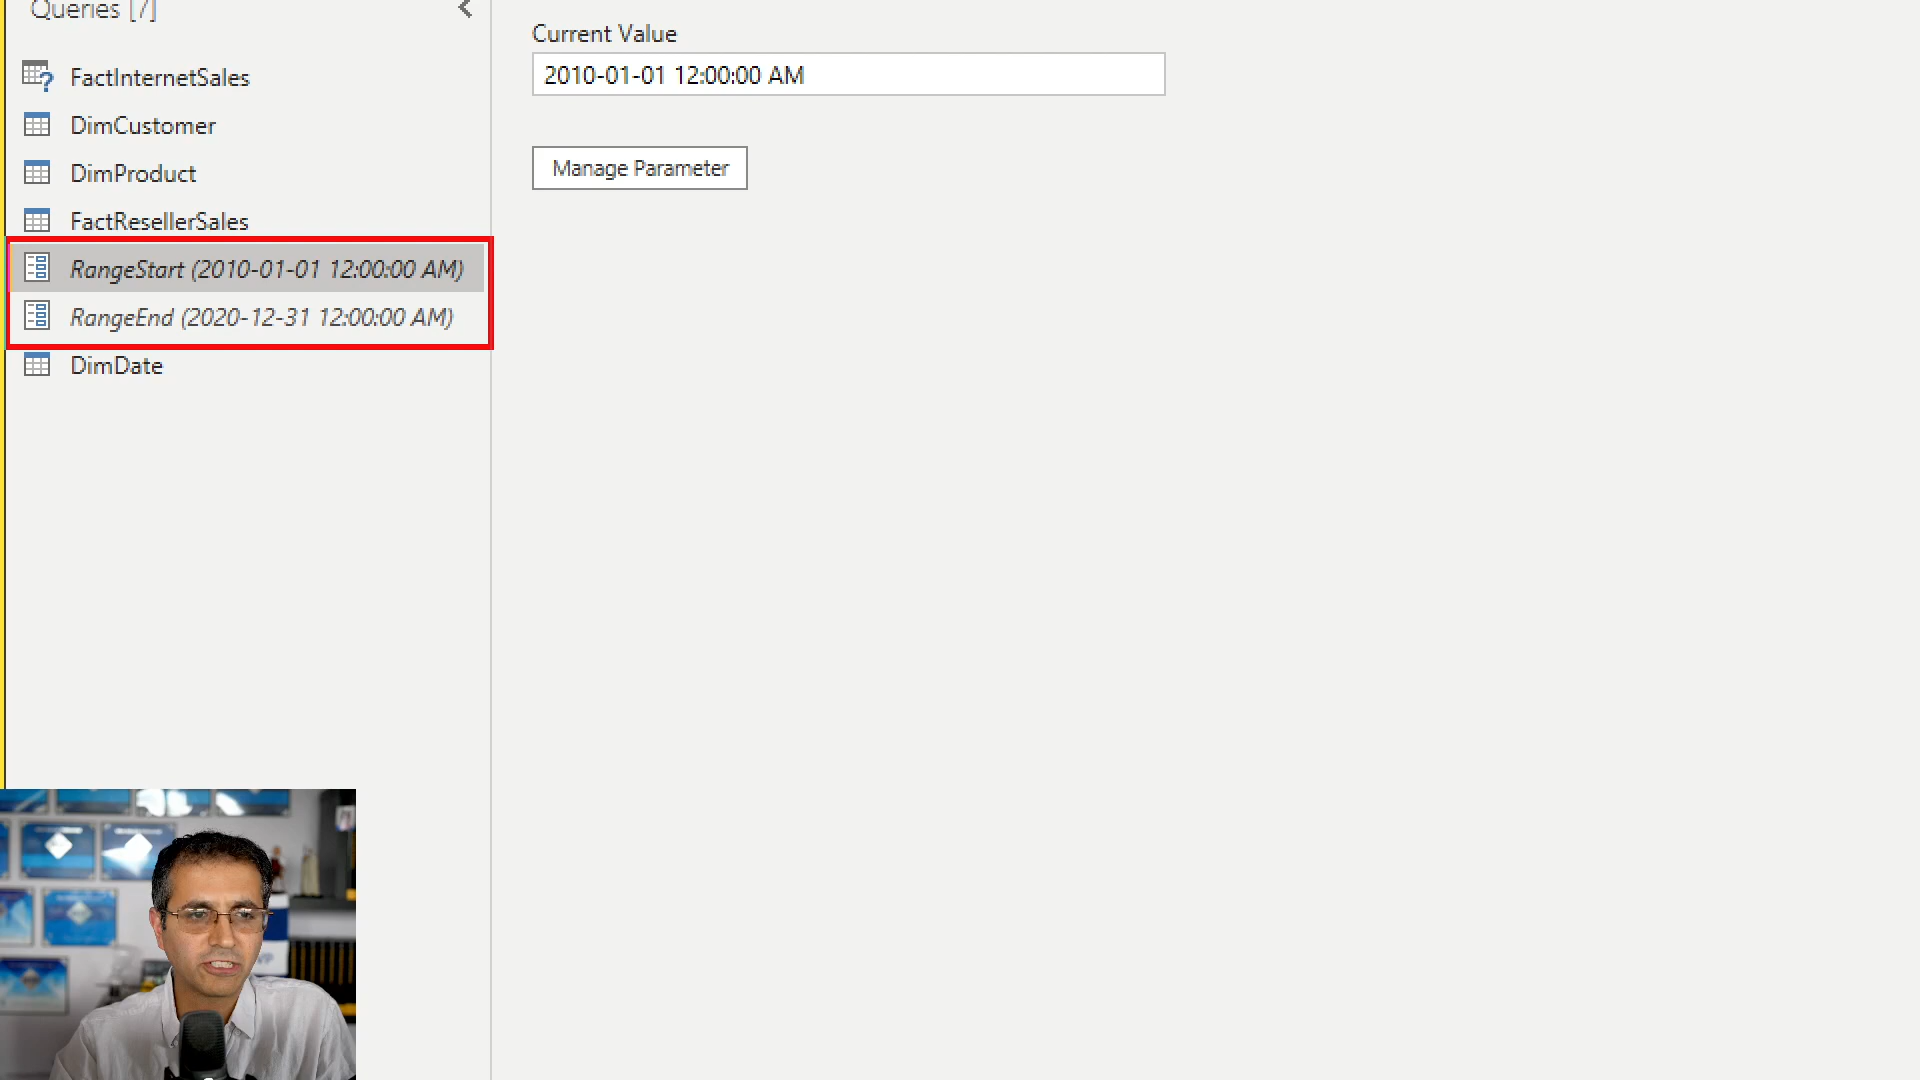 Queries [7]
FactInternetSales
DimCustomer
DimProduct
FactResellerSales
RangeStart (2010-01-01 12:00:00 AM)
RangeEnd (2020-12-31 12:00:00 AM)
DimDate
Current Value
2010-01-01 12:00:00 AM
Manage Parameter